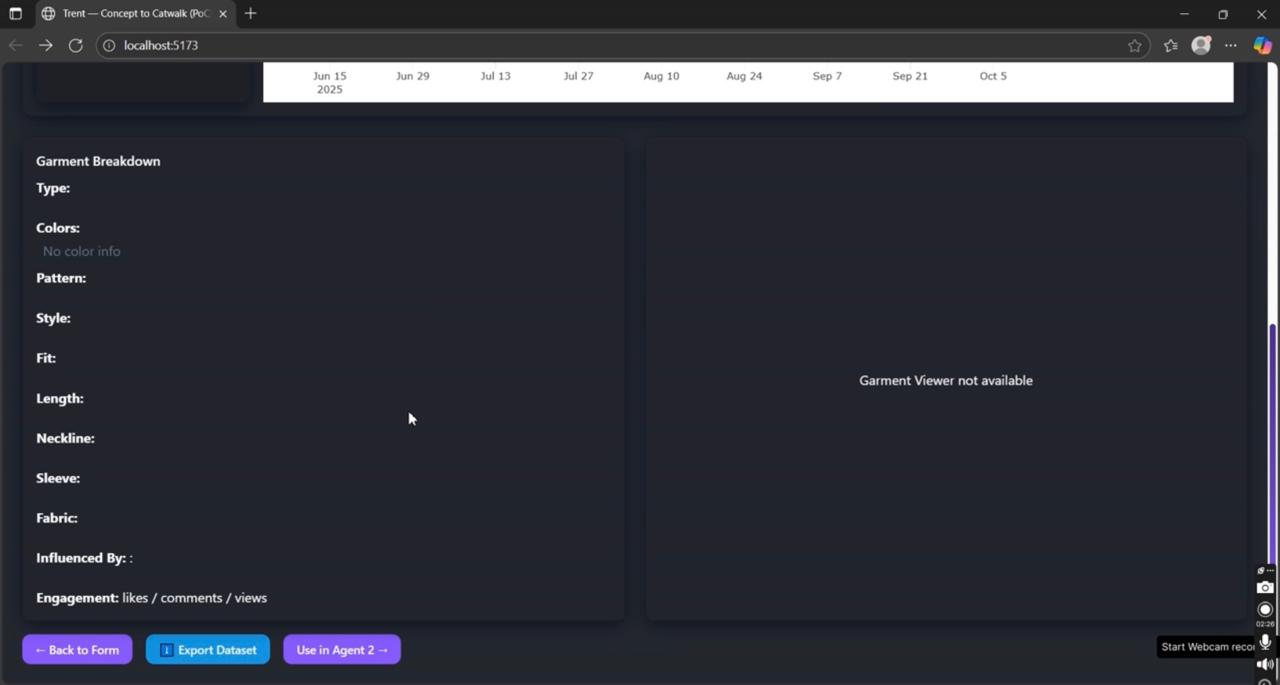 Trent — Concept to Catwalk (PoC
localhost:5173
Jun 15 Jun 29 Jul 13 Jul 27 Aug 10 Aug 24 Sep 7 Sep 21 Oct 5
2025
Garment Breakdown
Type:
Colors:
No color info
Pattern:
Style:
Fit:
Length:
Neckline:
Sleeve:
Fabric:
Influenced By: :
Engagement: likes / comments / views
Garment Viewer not available
← Back to Form
Export Dataset
Use in Agent 2 →
02:26
Start Webcam recor